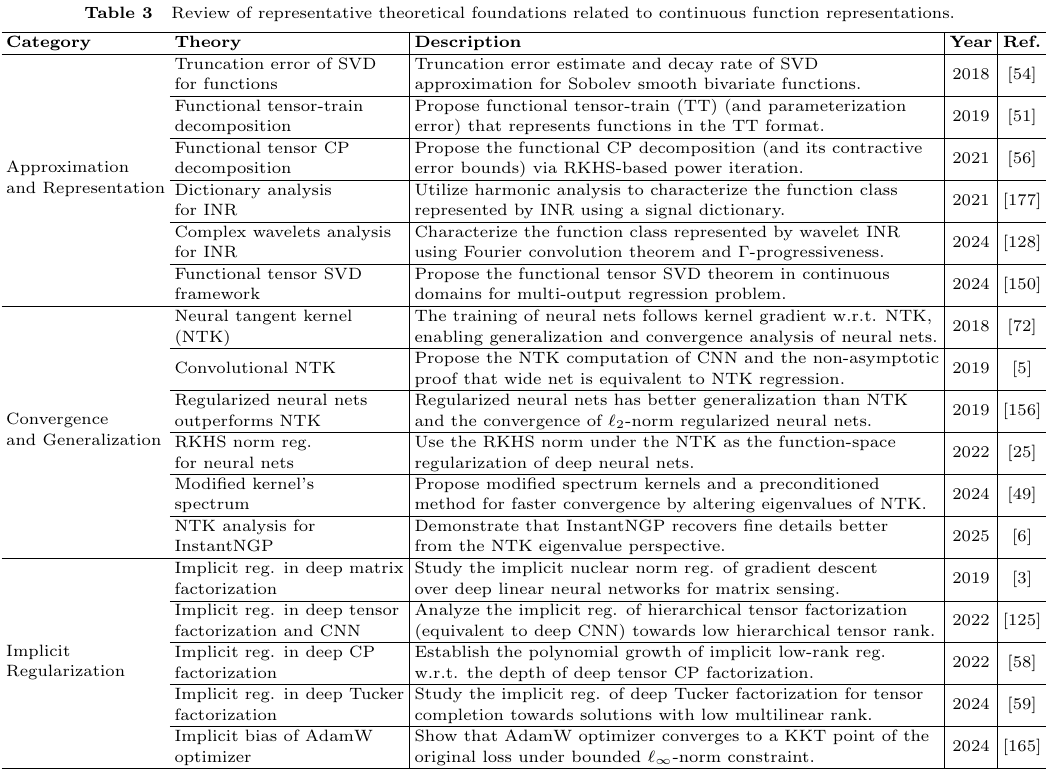 Table 3 Review of representative theoretical foundations related to continuous function representations.
Category Theory Description Year Ref.
Approximation
and Representation
Truncation error of SVD
for functions
Truncation error estimate and decay rate of SVD
approximation for Sobolev smooth bivariate functions.
2018 [54]
Functional tensor-train
decomposition
Propose functional tensor-train (TT) (and parameterization
error) that represents functions in the TT format.
2019 [51]
Functional tensor CP
decomposition
Propose the functional CP decomposition (and its contractive
error bounds) via RKHS-based power iteration.
2021 [56]
Dictionary analysis
for INR
Utilize harmonic analysis to characterize the function class
represented by INR using a signal dictionary.
2021 [177]
Complex wavelets analysis
for INR
Characterize the function class represented by wavelet INR
using Fourier convolution theorem and Γ-progressiveness.
2024 [128]
Functional tensor SVD
framework
Propose the functional tensor SVD theorem in continuous
domains for multi-output regression problem.
2024 [150]
Convergence
and Generalization
Neural tangent kernel
(NTK)
The training of neural nets follows kernel gradient w.r.t. NTK,
enabling generalization and convergence analysis of neural nets.
2018 [72]
Convolutional NTK
Propose the NTK computation of CNN and the non-asymptotic
proof that wide net is equivalent to NTK regression.
2019 [5]
Regularized neural nets
outperforms NTK
Regularized neural nets has better generalization than NTK
and the convergence of ℓ2-norm regularized neural nets.
2019 [156]
RKHS norm reg.
for neural nets
Use the RKHS norm under the NTK as the function-space
regularization of deep neural nets.
2022 [25]
Modified kernel's
spectrum
Propose modified spectrum kernels and a preconditioned
method for faster convergence by altering eigenvalues of NTK.
2024 [49]
NTK analysis for
InstantNGP
Demonstrate that InstantNGP recovers fine details better
from the NTK eigenvalue perspective.
2025 [6]
Implicit
Regularization
Implicit reg. in deep matrix
factorization
Study the implicit nuclear norm reg. of gradient descent
over deep linear neural networks for matrix sensing.
2019 [3]
Implicit reg. in deep tensor
factorization and CNN
Analyze the implicit reg. of hierarchical tensor factorization
(equivalent to deep CNN) towards low hierarchical tensor rank.
2022 [125]
Implicit reg. in deep CP
factorization
Establish the polynomial growth of implicit low-rank reg.
w.r.t. the depth of deep tensor CP factorization.
2022 [58]
Implicit reg. in deep Tucker
factorization
Study the implicit reg. of deep Tucker factorization for tensor
completion towards solutions with low multilinear rank.
2024 [59]
Implicit bias of AdamW
optimizer
Show that AdamW optimizer converges to a KKT point of the
original loss under bounded ℓ∞-norm constraint.
2024 [165]